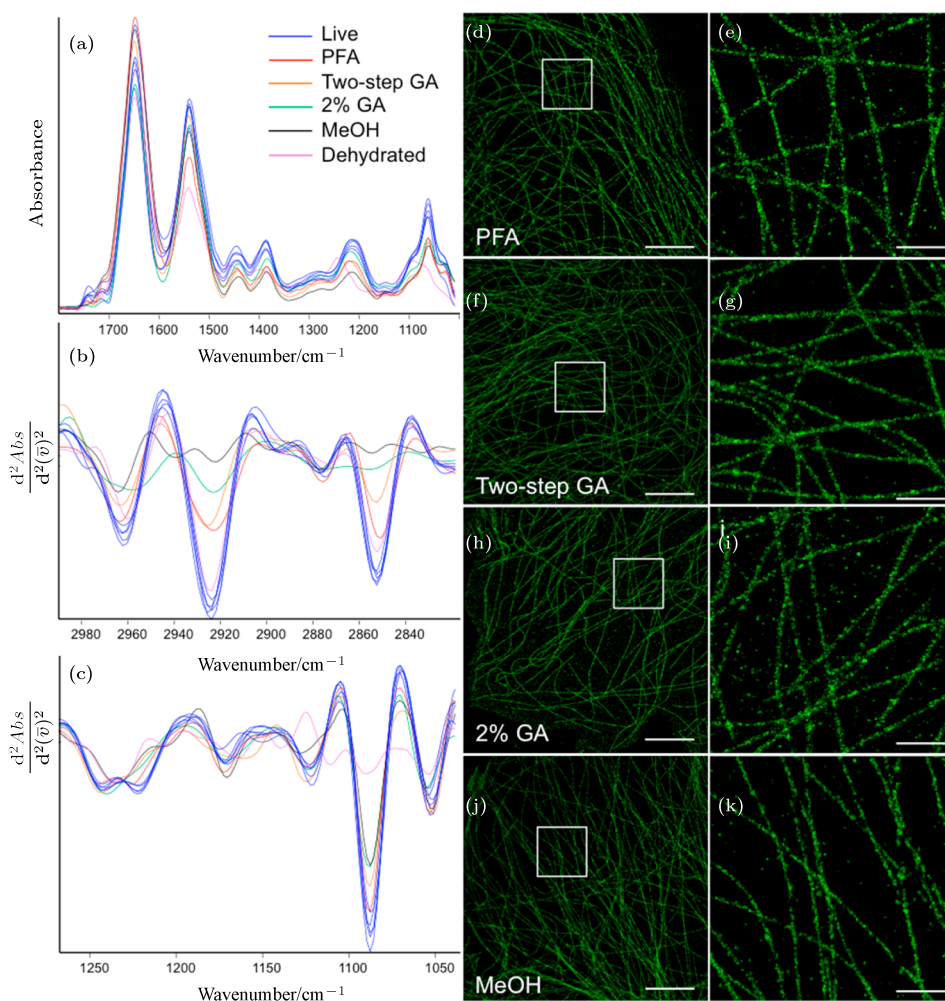 (a)
Live
PFA
Two-step GA
2% GA
MeOH
Dehydrated
Absorbance
1700 1600 1500 1400 1300 1200 1100
Wavenumber/cm⁻¹
(b)
d²Abs
d²(ṽ)²
2980 2960 2940 2920 2900 2880 2860 2840
Wavenumber/cm⁻¹
(c)
d²Abs
d²(ṽ)²
1250 1200 1150 1100 1050
Wavenumber/cm⁻¹
(d)
PFA
(e)
(f)
Two-step GA
(g)
(h)
2% GA
i
(i)
(j)
MeOH
(k)